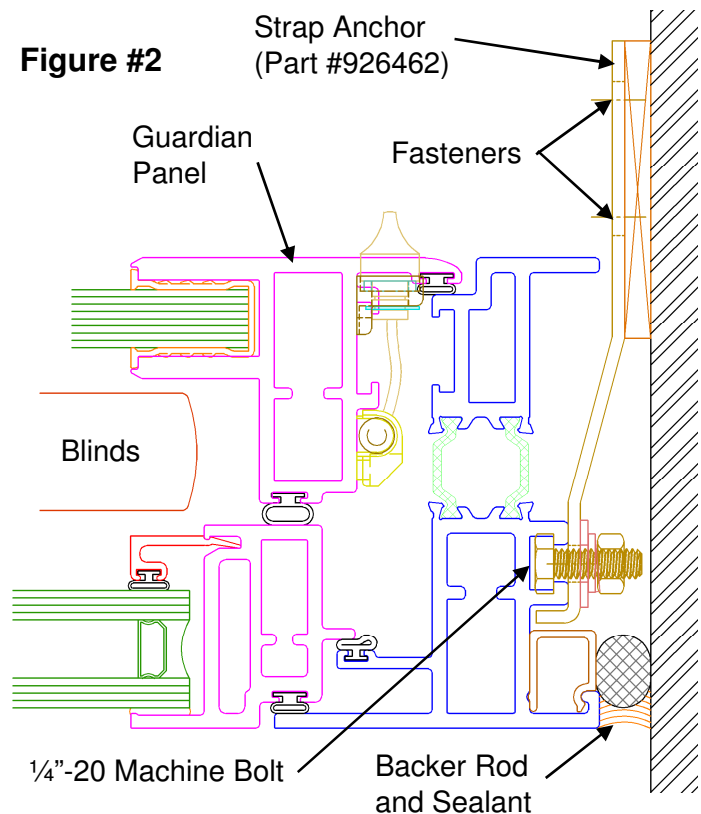 Figure #2
Strap Anchor
(Part #926462)
Guardian
Panel
Fasteners
Blinds
¼”-20 Machine Bolt
Backer Rod
and Sealant